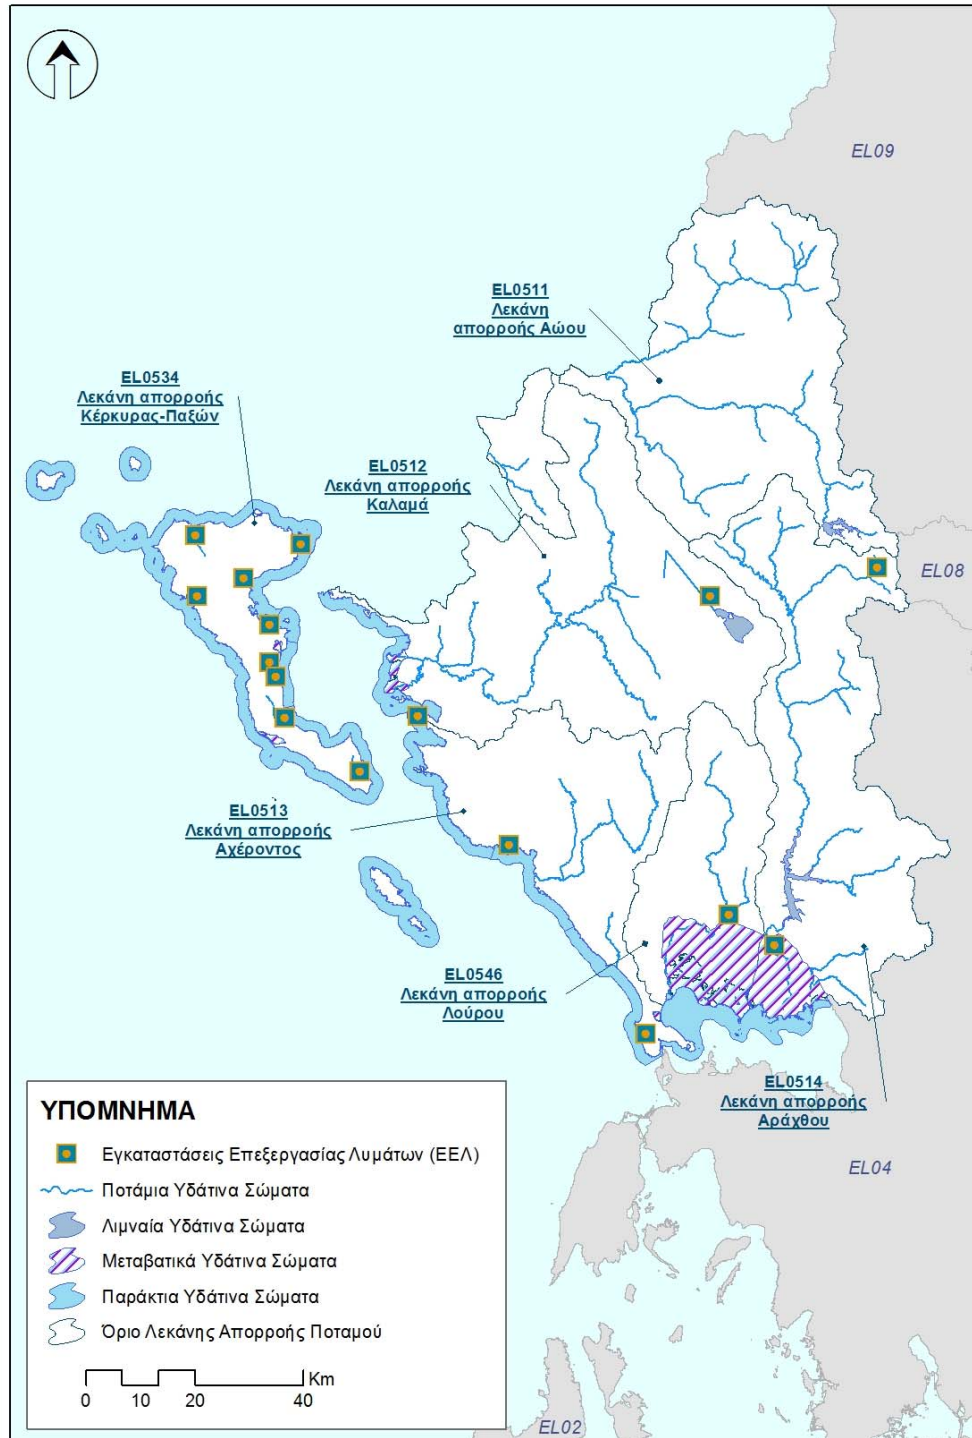 EL09
EL0511
Λεκάνη
απορροής Αώου
EL0534
Λεκάνη απορροής
Κέρκυρας-Παξών
EL0512
Λεκάνη απορροής
Καλαμά
EL08
EL0513
Λεκάνη απορροής
Αχέροντος
EL0546
Λεκάνη απορροής
Λούρου
EL0514
Λεκάνη απορροής
Αράχθου
EL04
ΥΠΟΜΝΗΜΑ
Εγκαταστάσεις Επεξεργασίας Λυμάτων (ΕΕΛ)
Ποτάμια Υδάτινα Σώματα
Λιμναία Υδάτινα Σώματα
Μεταβατικά Υδάτινα Σώματα
Παράκτια Υδάτινα Σώματα
Όριο Λεκάνης Απορροής Ποταμού
Km
0 10 20 40
EL02